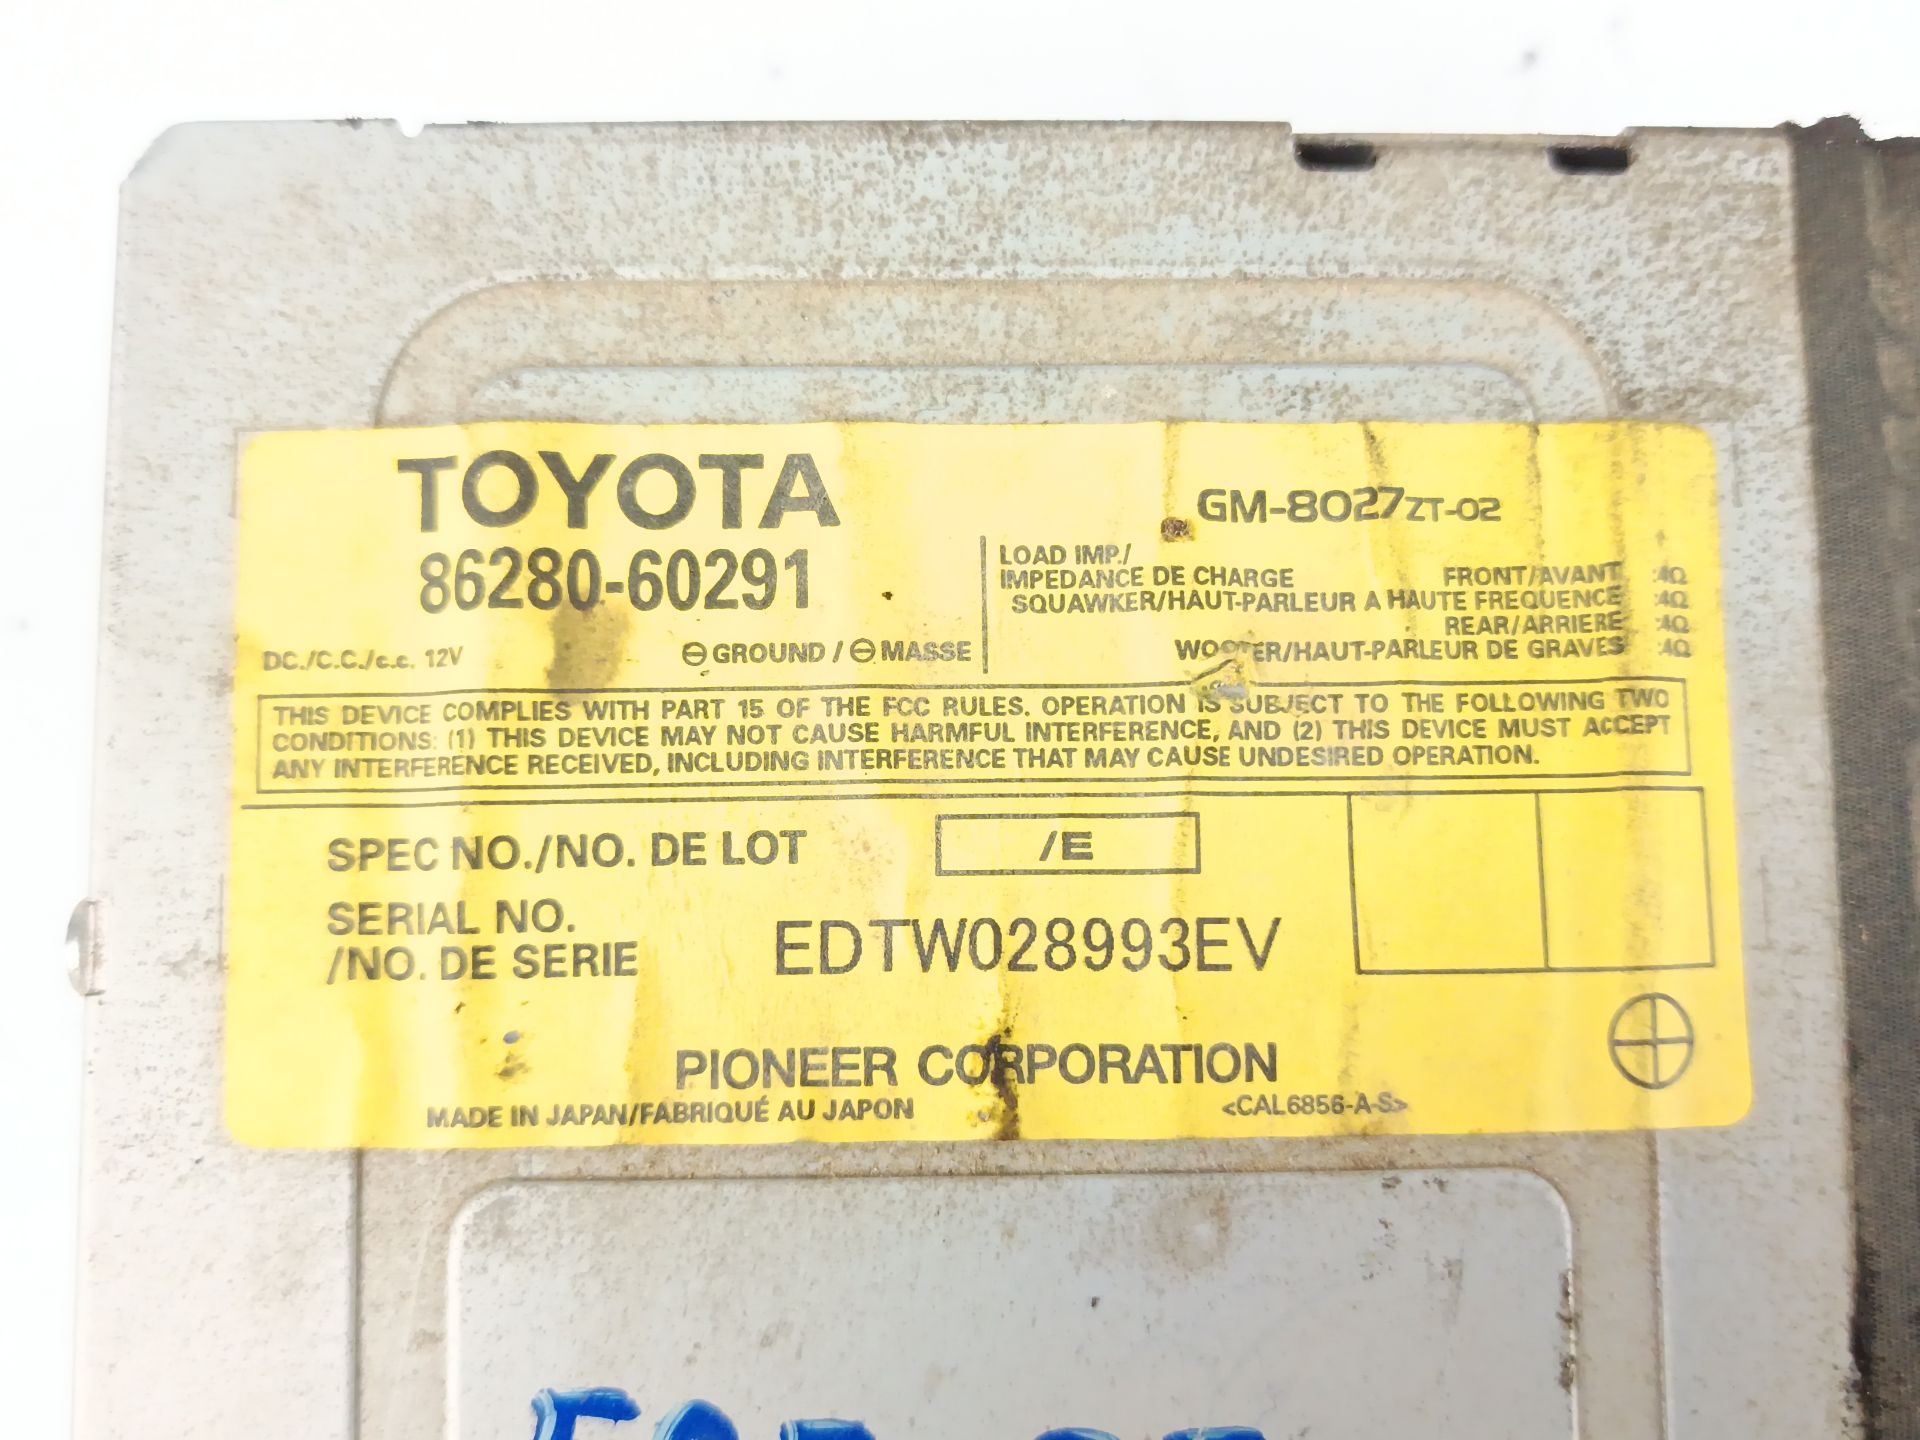 TOYOTA
86280-60291
DC./C.C./c.c. 12V ⊖ GROUND / ⊖ MASSE
GM-8027ZT-02
LOAD IMP./
IMPEDANCE DE CHARGE FRONT/AVANT :4Ω
SQUAWKER/HAUT-PARLEUR A HAUTE FREQUENCE :4Ω
REAR/ARRIERE :4Ω
WOOFER/HAUT-PARLEUR DE GRAVES :4Ω
THIS DEVICE COMPLIES WITH PART 15 OF THE FCC RULES. OPERATION IS SUBJECT TO THE FOLLOWING TWO
CONDITIONS: (1) THIS DEVICE MAY NOT CAUSE HARMFUL INTERFERENCE, AND (2) THIS DEVICE MUST ACCEPT
ANY INTERFERENCE RECEIVED, INCLUDING INTERFERENCE THAT MAY CAUSE UNDESIRED OPERATION.
SPEC NO./NO. DE LOT /E
SERIAL NO.
/NO. DE SERIE EDTW028993EV
PIONEER CORPORATION
MADE IN JAPAN/FABRIQUÉ AU JAPON <CAL6856-A-S>